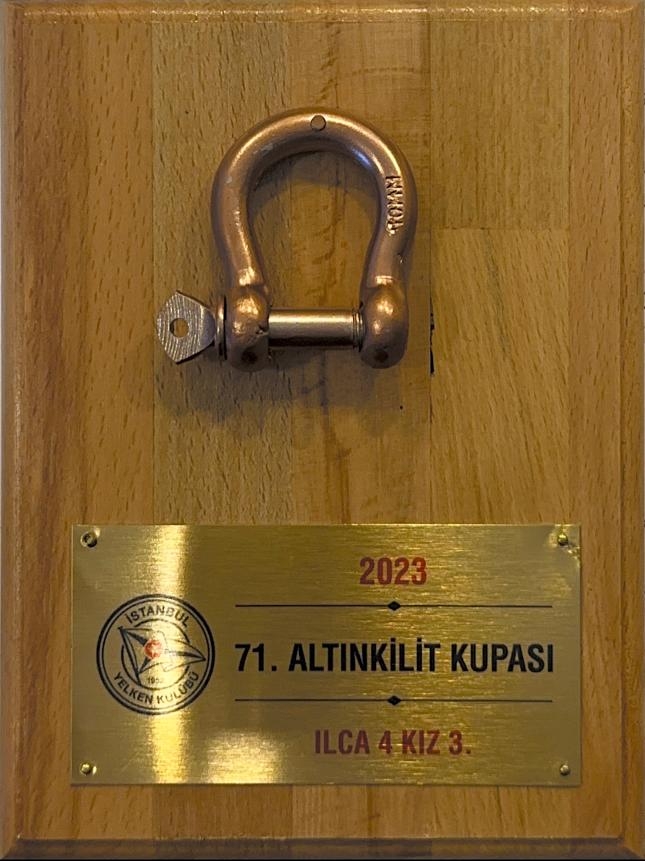 2023
İSTANBUL
YELKEN KULÜBÜ
71. ALTINKİLİT KUPASI
ILCA 4 KIZ 3.